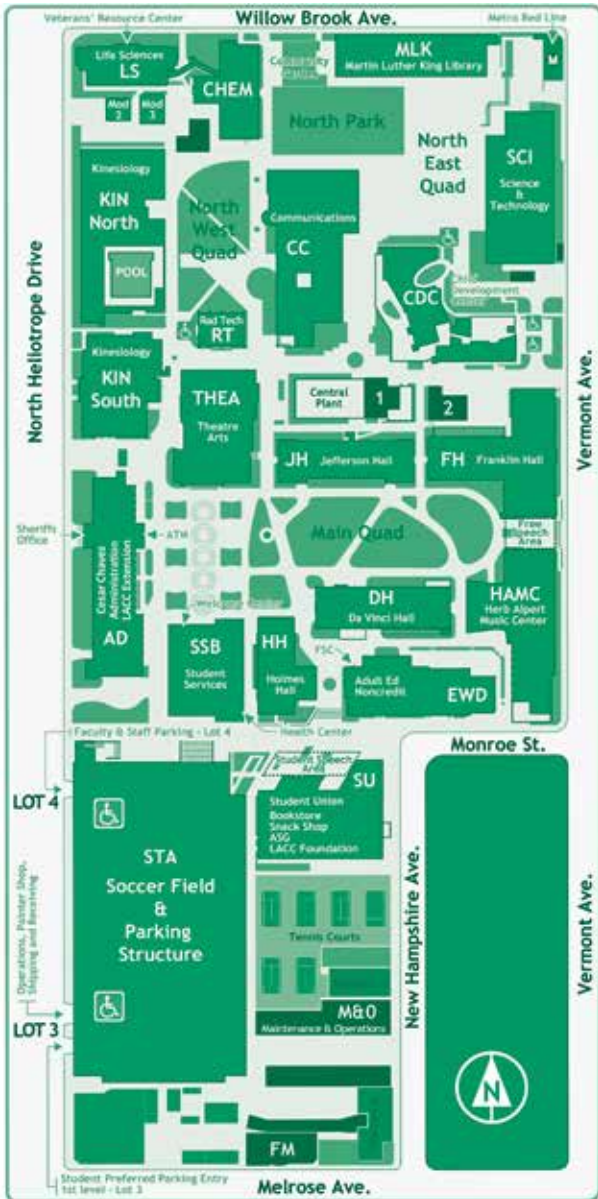 Veterans' Resource Center
Willow Brook Ave.
Metro Red Line
Life Sciences
LS
CHEM
Mod
2
Mod
3
MLK
Martin Luther King Library
M
North Park
North
East
Quad
SCI
Science
&
Technology
Kinesiology
KIN
North
POOL
North
West
Quad
Communications
CC
CDC
Child
Development
Center
Rad Tech
RT
Kinesiology
KIN
South
THEA
Theatre
Arts
Central
Plant
1
2
JH Jefferson Hall
FH Franklin Hall
North Heliotrope Drive
Vermont Ave.
Sheriffs
Office
ATM
Cesar Chavez
Administration
LACC Extension
AD
Main Quad
Free
Speech
Area
DH
Da Vinci Hall
HAMC
Herb Alpert
Music Center
Welcome Center
SSB
Student
Services
HH
Holmes
Hall
FSC
Adult Ed
Noncredit
EWD
Health Center
Faculty & Staff Parking - Lot 4
Monroe St.
Student Speech
Area
SU
Student Union
Bookstore
Snack Shop
ASG
LACC Foundation
LOT 4
STA
Soccer Field
&
Parking
Structure
Operations, Painter Shop,
Shipping and Receiving
Tennis Courts
New Hampshire Ave.
Vermont Ave.
M&O
Maintenance & Operations
LOT 3
N
FM
Student Preferred Parking Entry
1st level - Lot 3
Melrose Ave.